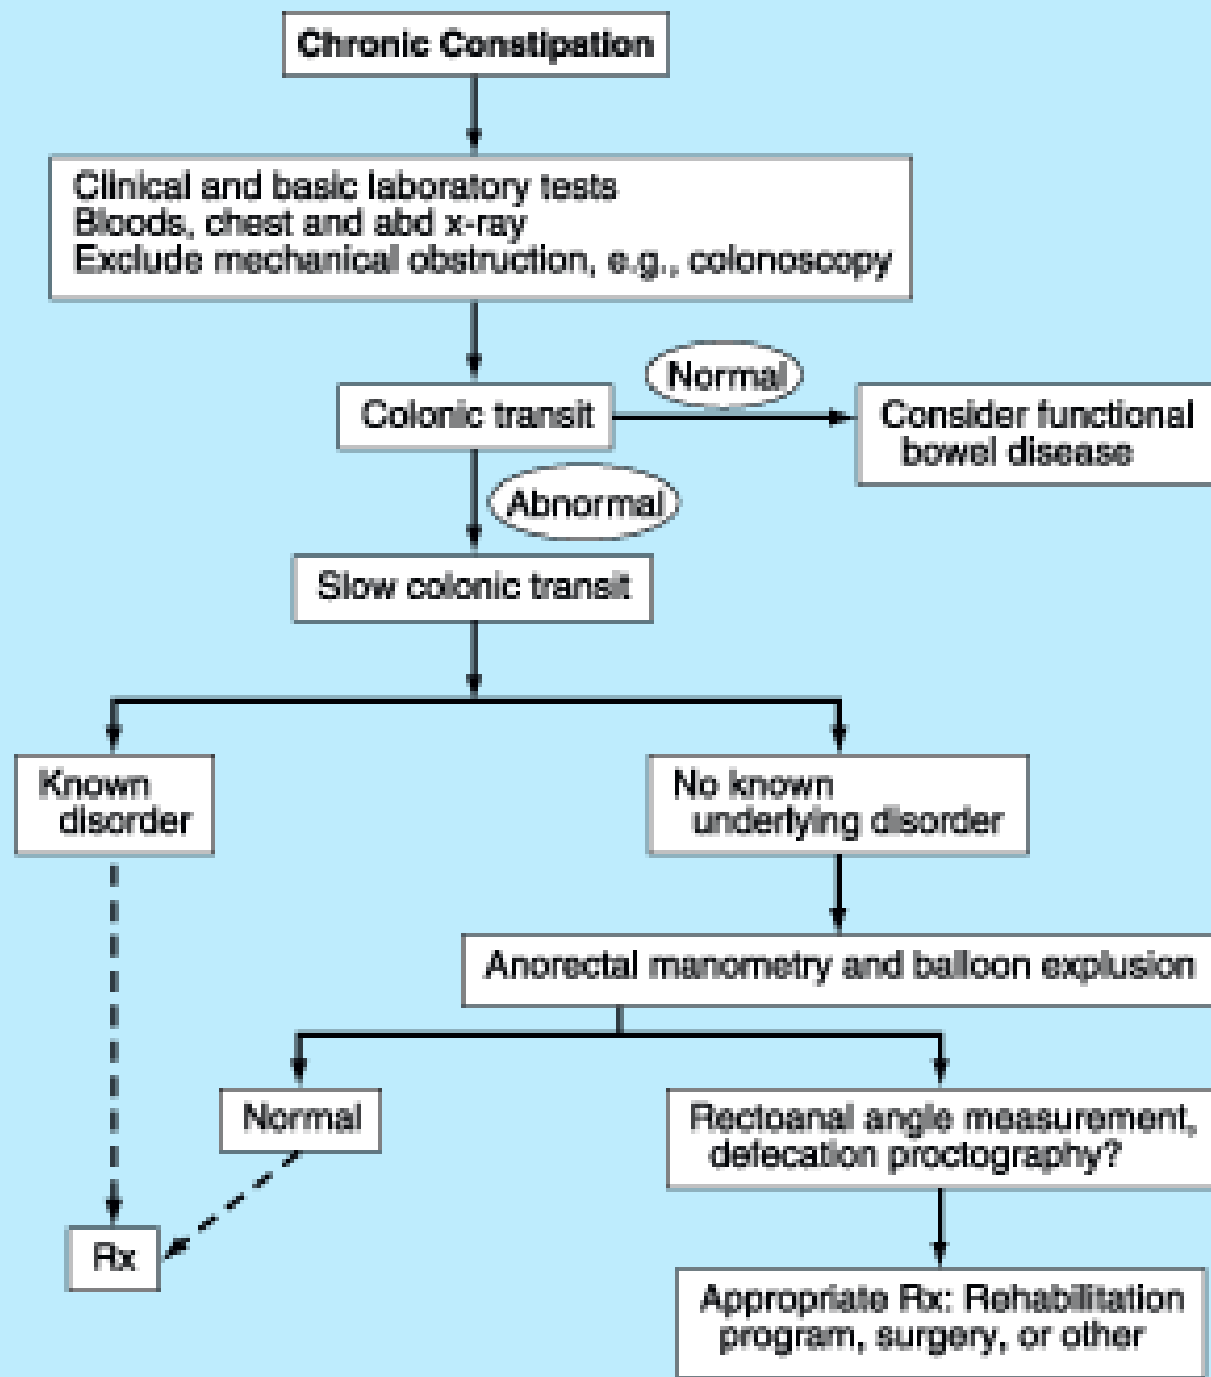 Chronic Constipation
Clinical and basic laboratory tests
Bloods, chest and abd x-ray
Exclude mechanical obstruction, e.g., colonoscopy
Normal
Colonic transit
Consider functional
bowel disease
Abnormal
Slow colonic transit
Known
disorder
No known
underlying disorder
Anorectal manometry and balloon explusion
Normal
Rectoanal angle measurement,
defecation proctography?
Rx
Appropriate Rx: Rehabilitation
program, surgery, or other